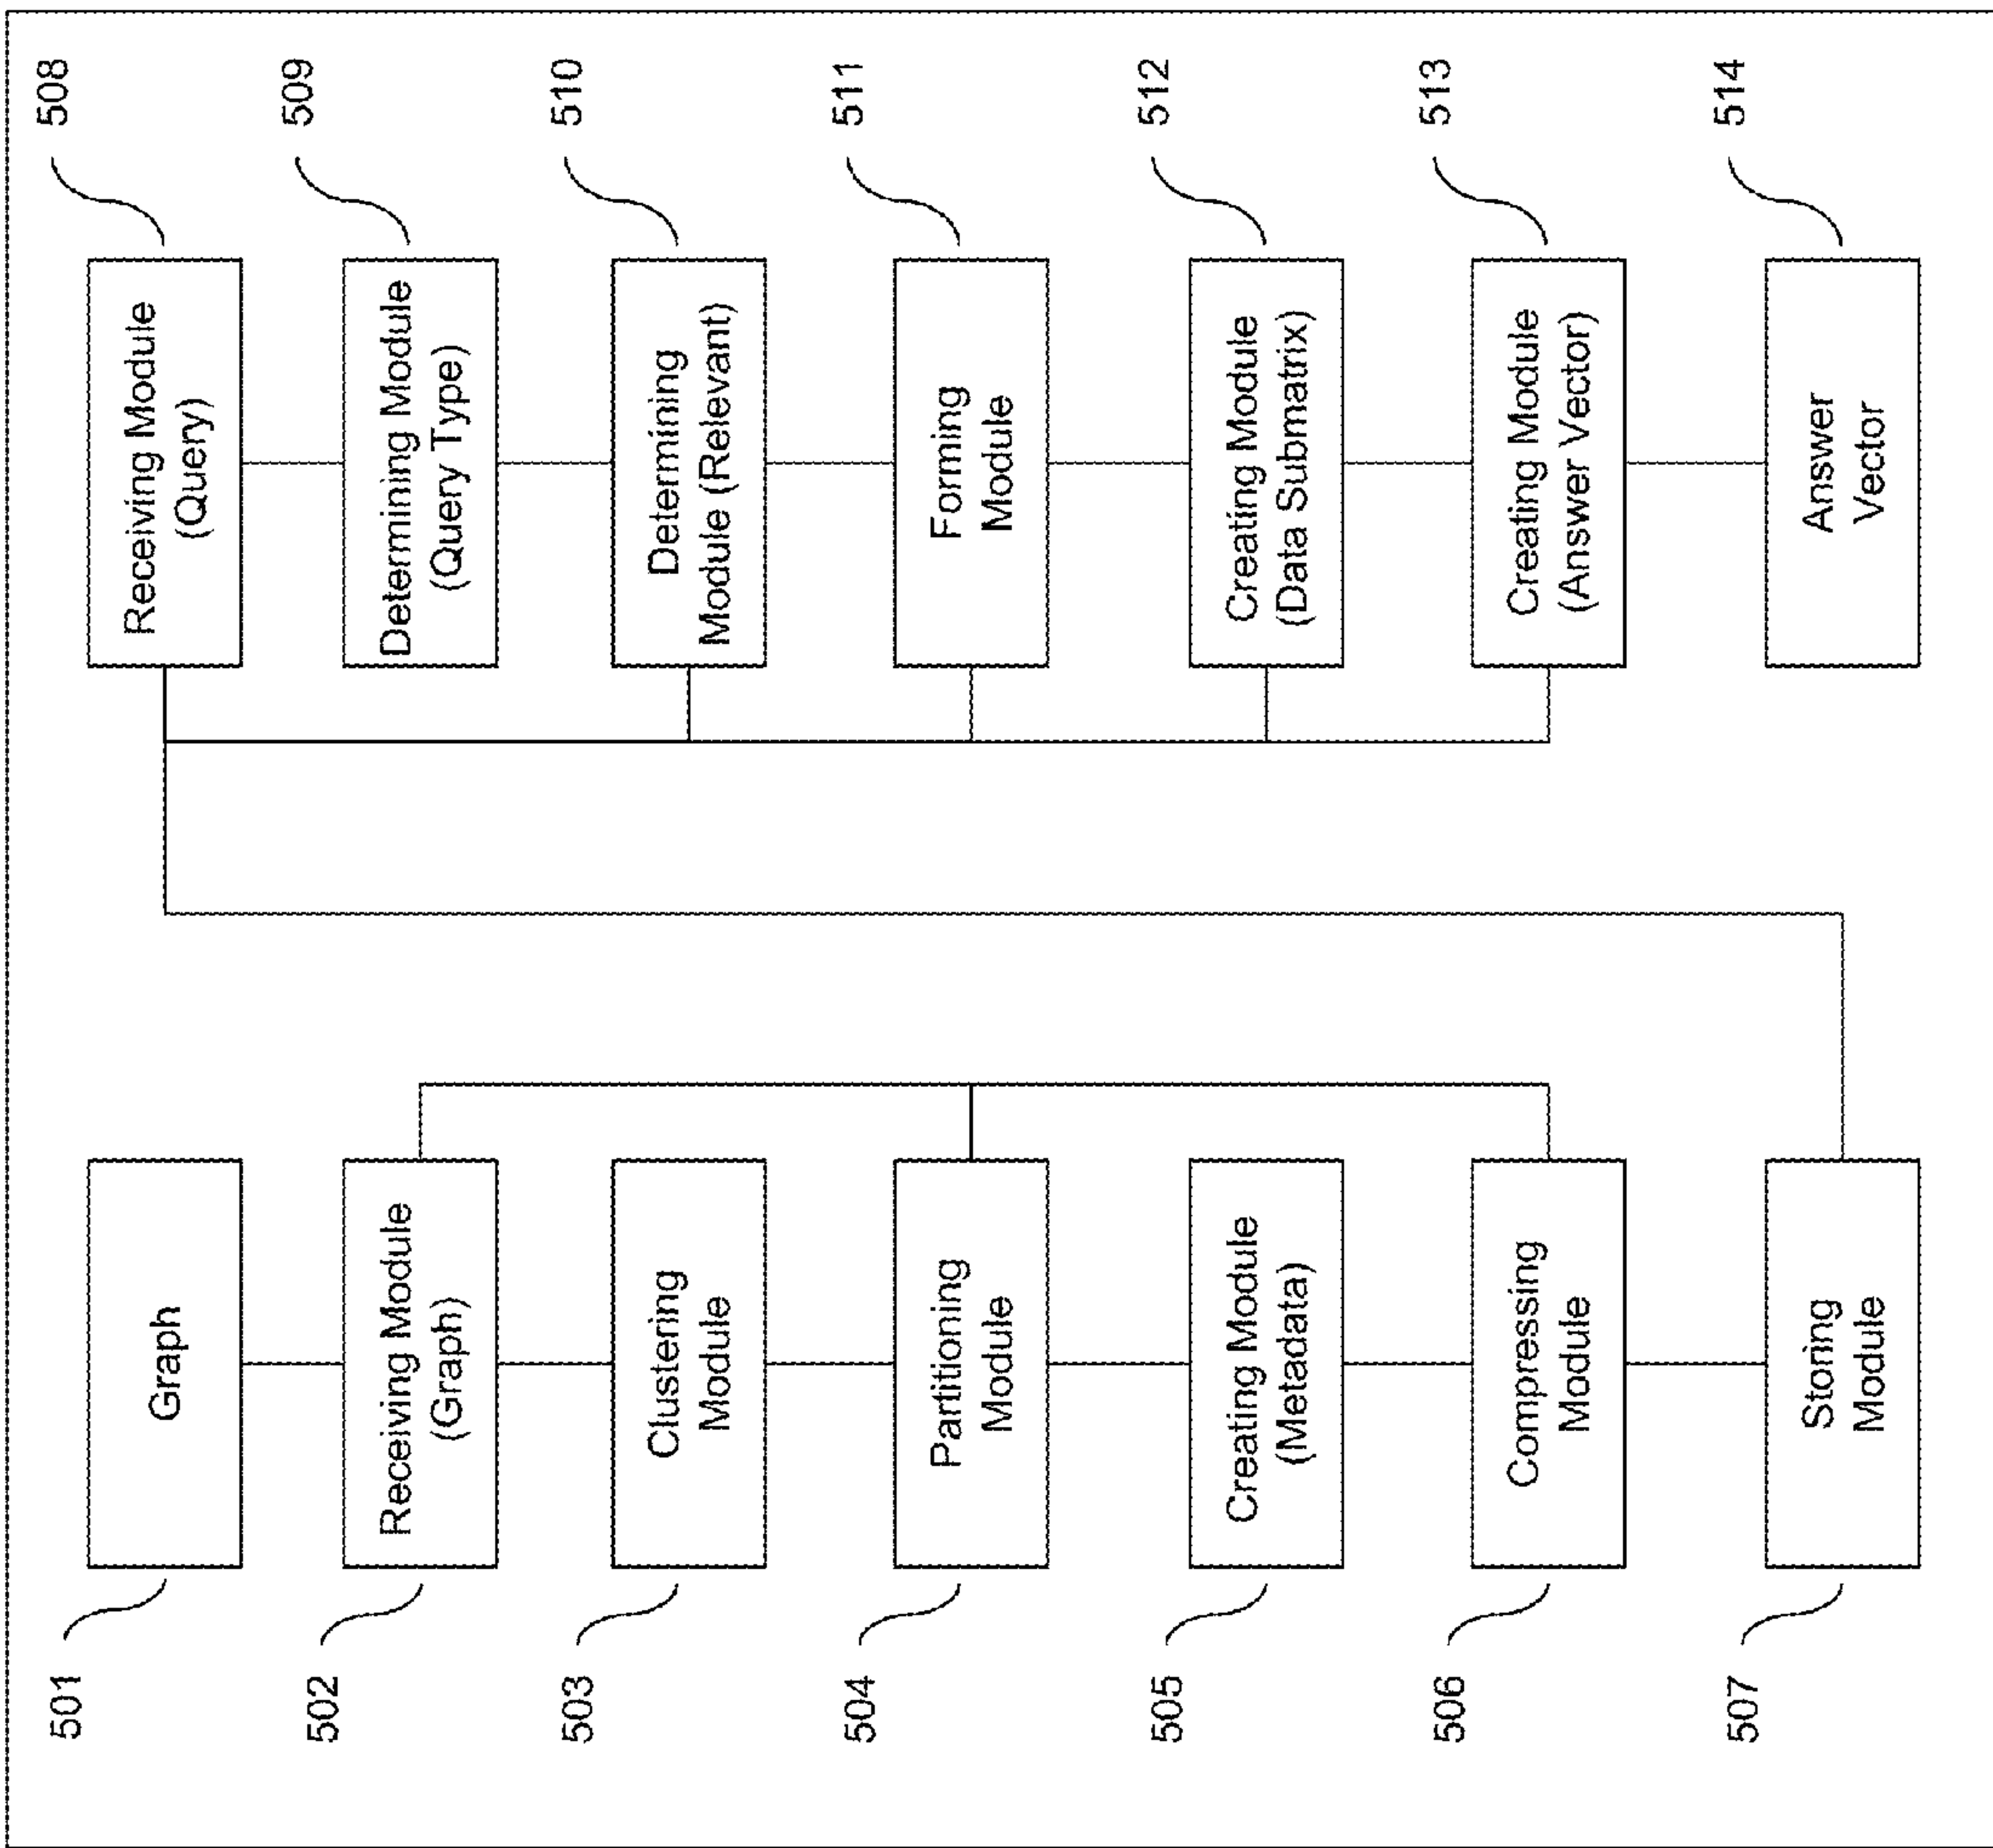 501
Graph
502
Receiving Module
(Graph)
503
Clustering
Module
504
Partitioning
Module
505
Creating Module
(Metadata)
506
Compressing
Module
507
Storing
Module
508
Receiving Module
(Query)
509
Determining Module
(Query Type)
510
Determining
Module (Relevant)
511
Forming
Module
512
Creating Module
(Data Submatrix)
513
Creating Module
(Answer Vector)
514
Answer
Vector